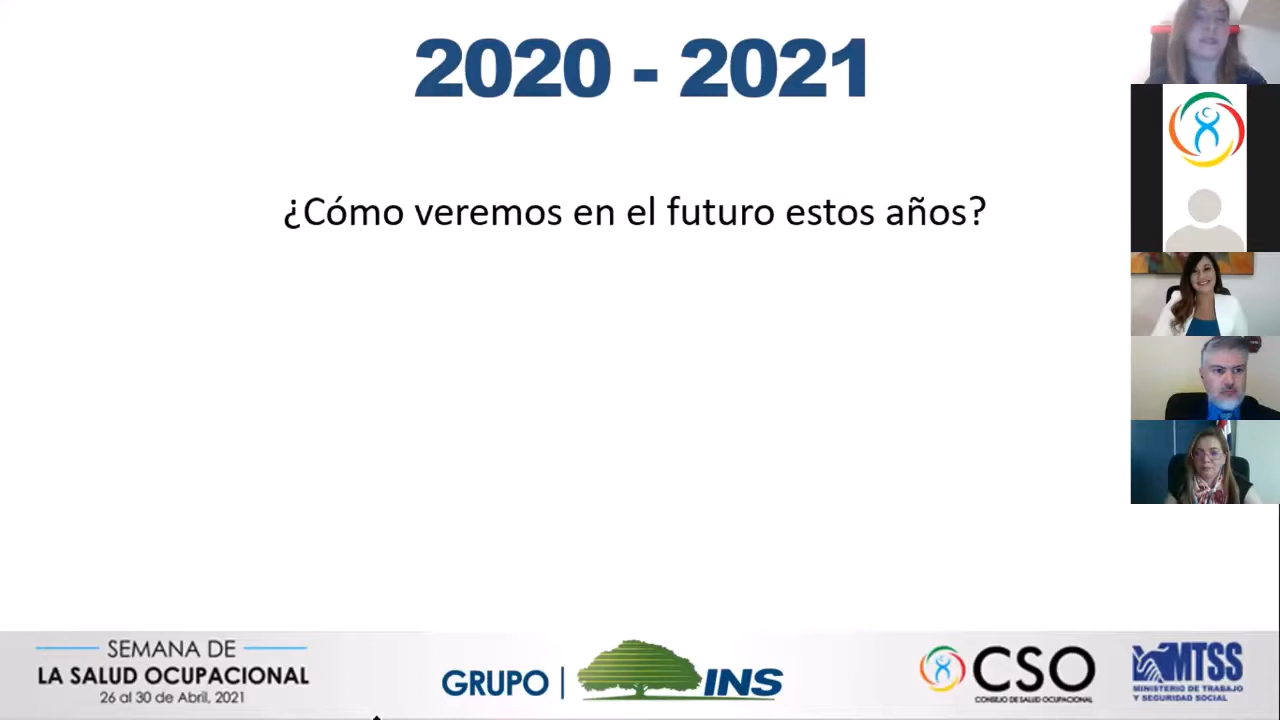 2020 - 2021
¿Cómo veremos en el futuro estos años?
SEMANA DE
LA SALUD OCUPACIONAL
26 al 30 de Abril, 2021
GRUPO | INS
CSO
CONSEJO DE SALUD OCUPACIONAL
MTSS
MINISTERIO DE TRABAJO
Y SEGURIDAD SOCIAL